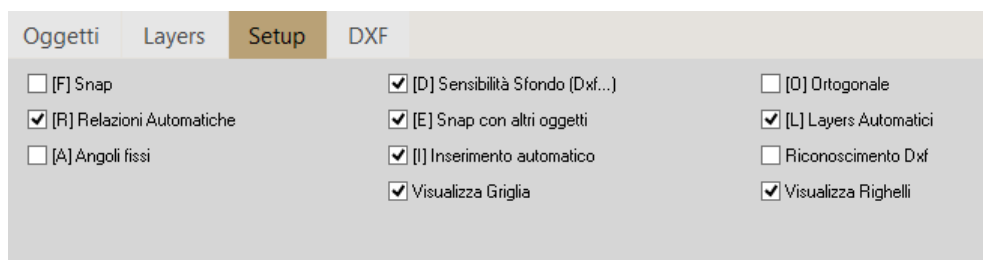 Oggetti Layers Setup DXF
[F] Snap [D] Sensibilità Sfondo (Dxf...) [O] Ortogonale
[R] Relazioni Automatiche [E] Snap con altri oggetti [L] Layers Automatici
[A] Angoli fissi [I] Inserimento automatico Riconoscimento Dxf
Visualizza Griglia Visualizza Righelli